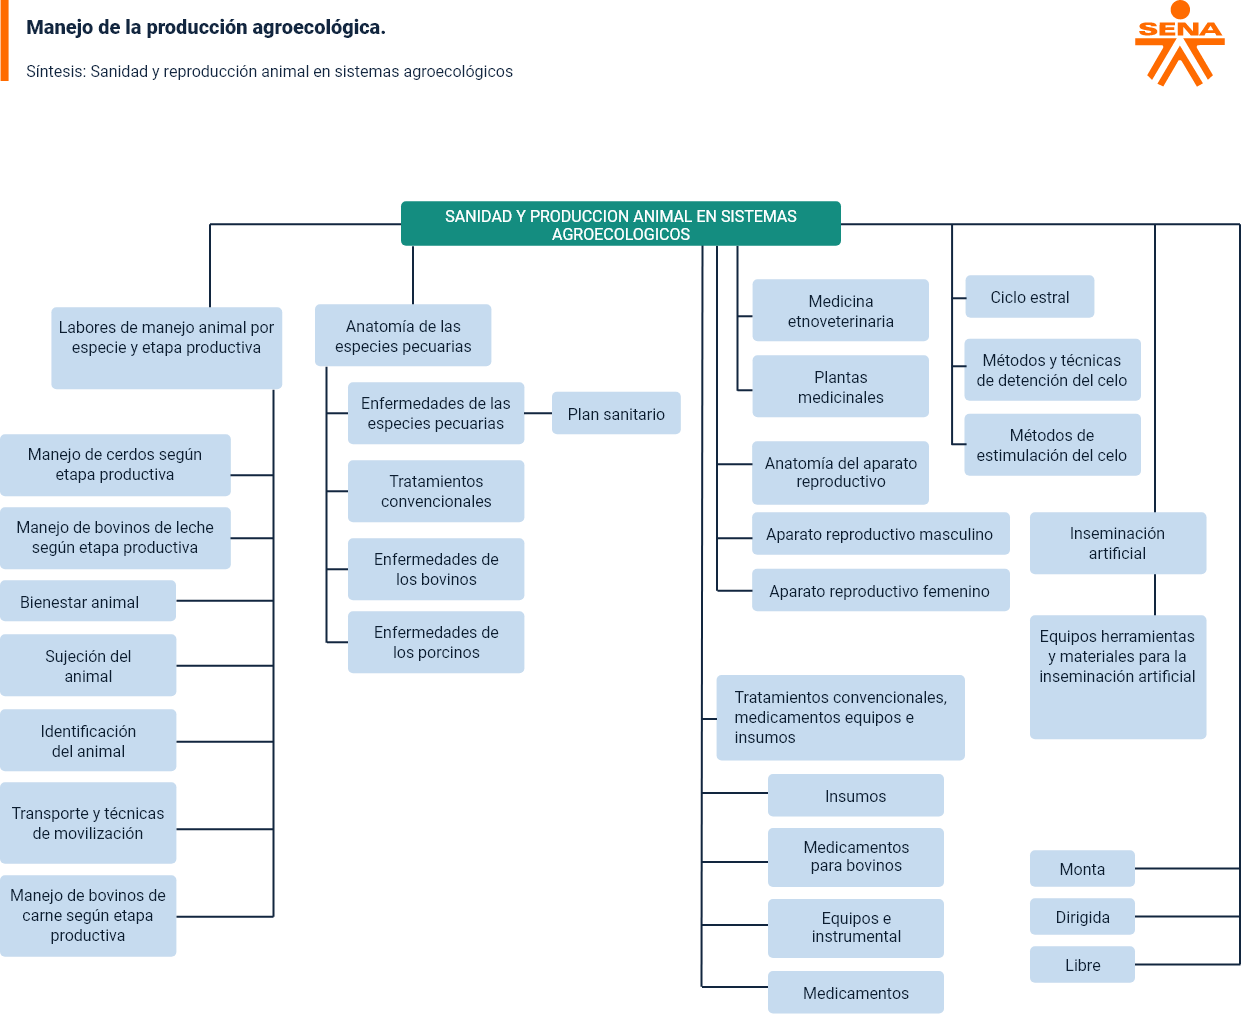 Manejo de la producción agroecológica.
Síntesis: Sanidad y reproducción animal en sistemas agroecológicos
SENA
SANIDAD Y PRODUCCION ANIMAL EN SISTEMAS
AGROECOLOGICOS
Labores de manejo animal por
especie y etapa productiva
Manejo de cerdos según
etapa productiva
Manejo de bovinos de leche
según etapa productiva
Bienestar animal
Sujeción del
animal
Identificación
del animal
Transporte y técnicas
de movilización
Manejo de bovinos de
carne según etapa
productiva
Anatomía de las
especies pecuarias
Enfermedades de las
especies pecuarias
Plan sanitario
Tratamientos
convencionales
Enfermedades de
los bovinos
Enfermedades de
los porcinos
Medicina
etnoveterinaria
Plantas
medicinales
Anatomía del aparato
reproductivo
Aparato reproductivo masculino
Aparato reproductivo femenino
Tratamientos convencionales,
medicamentos equipos e
insumos
Insumos
Medicamentos
para bovinos
Equipos e
instrumental
Medicamentos
Ciclo estral
Métodos y técnicas
de detención del celo
Métodos de
estimulación del celo
Inseminación
artificial
Equipos herramientas
y materiales para la
inseminación artificial
Monta
Dirigida
Libre